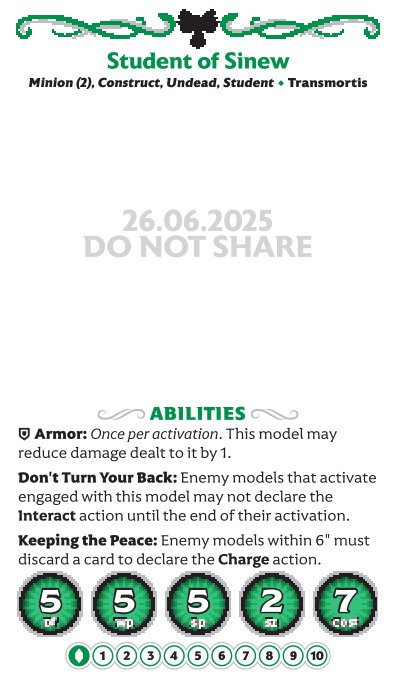 Student of Sinew
Minion (2), Construct, Undead, Student • Transmortis
26.06.2025
DO NOT SHARE
ABILITIES
Armor: Once per activation. This model may
reduce damage dealt to it by 1.
Don't Turn Your Back: Enemy models that activate
engaged with this model may not declare the
Interact action until the end of their activation.
Keeping the Peace: Enemy models within 6" must
discard a card to declare the Charge action.
5 5 5 2 7
Df Wp Sp Sz Cost
1 2 3 4 5 6 7 8 9 10